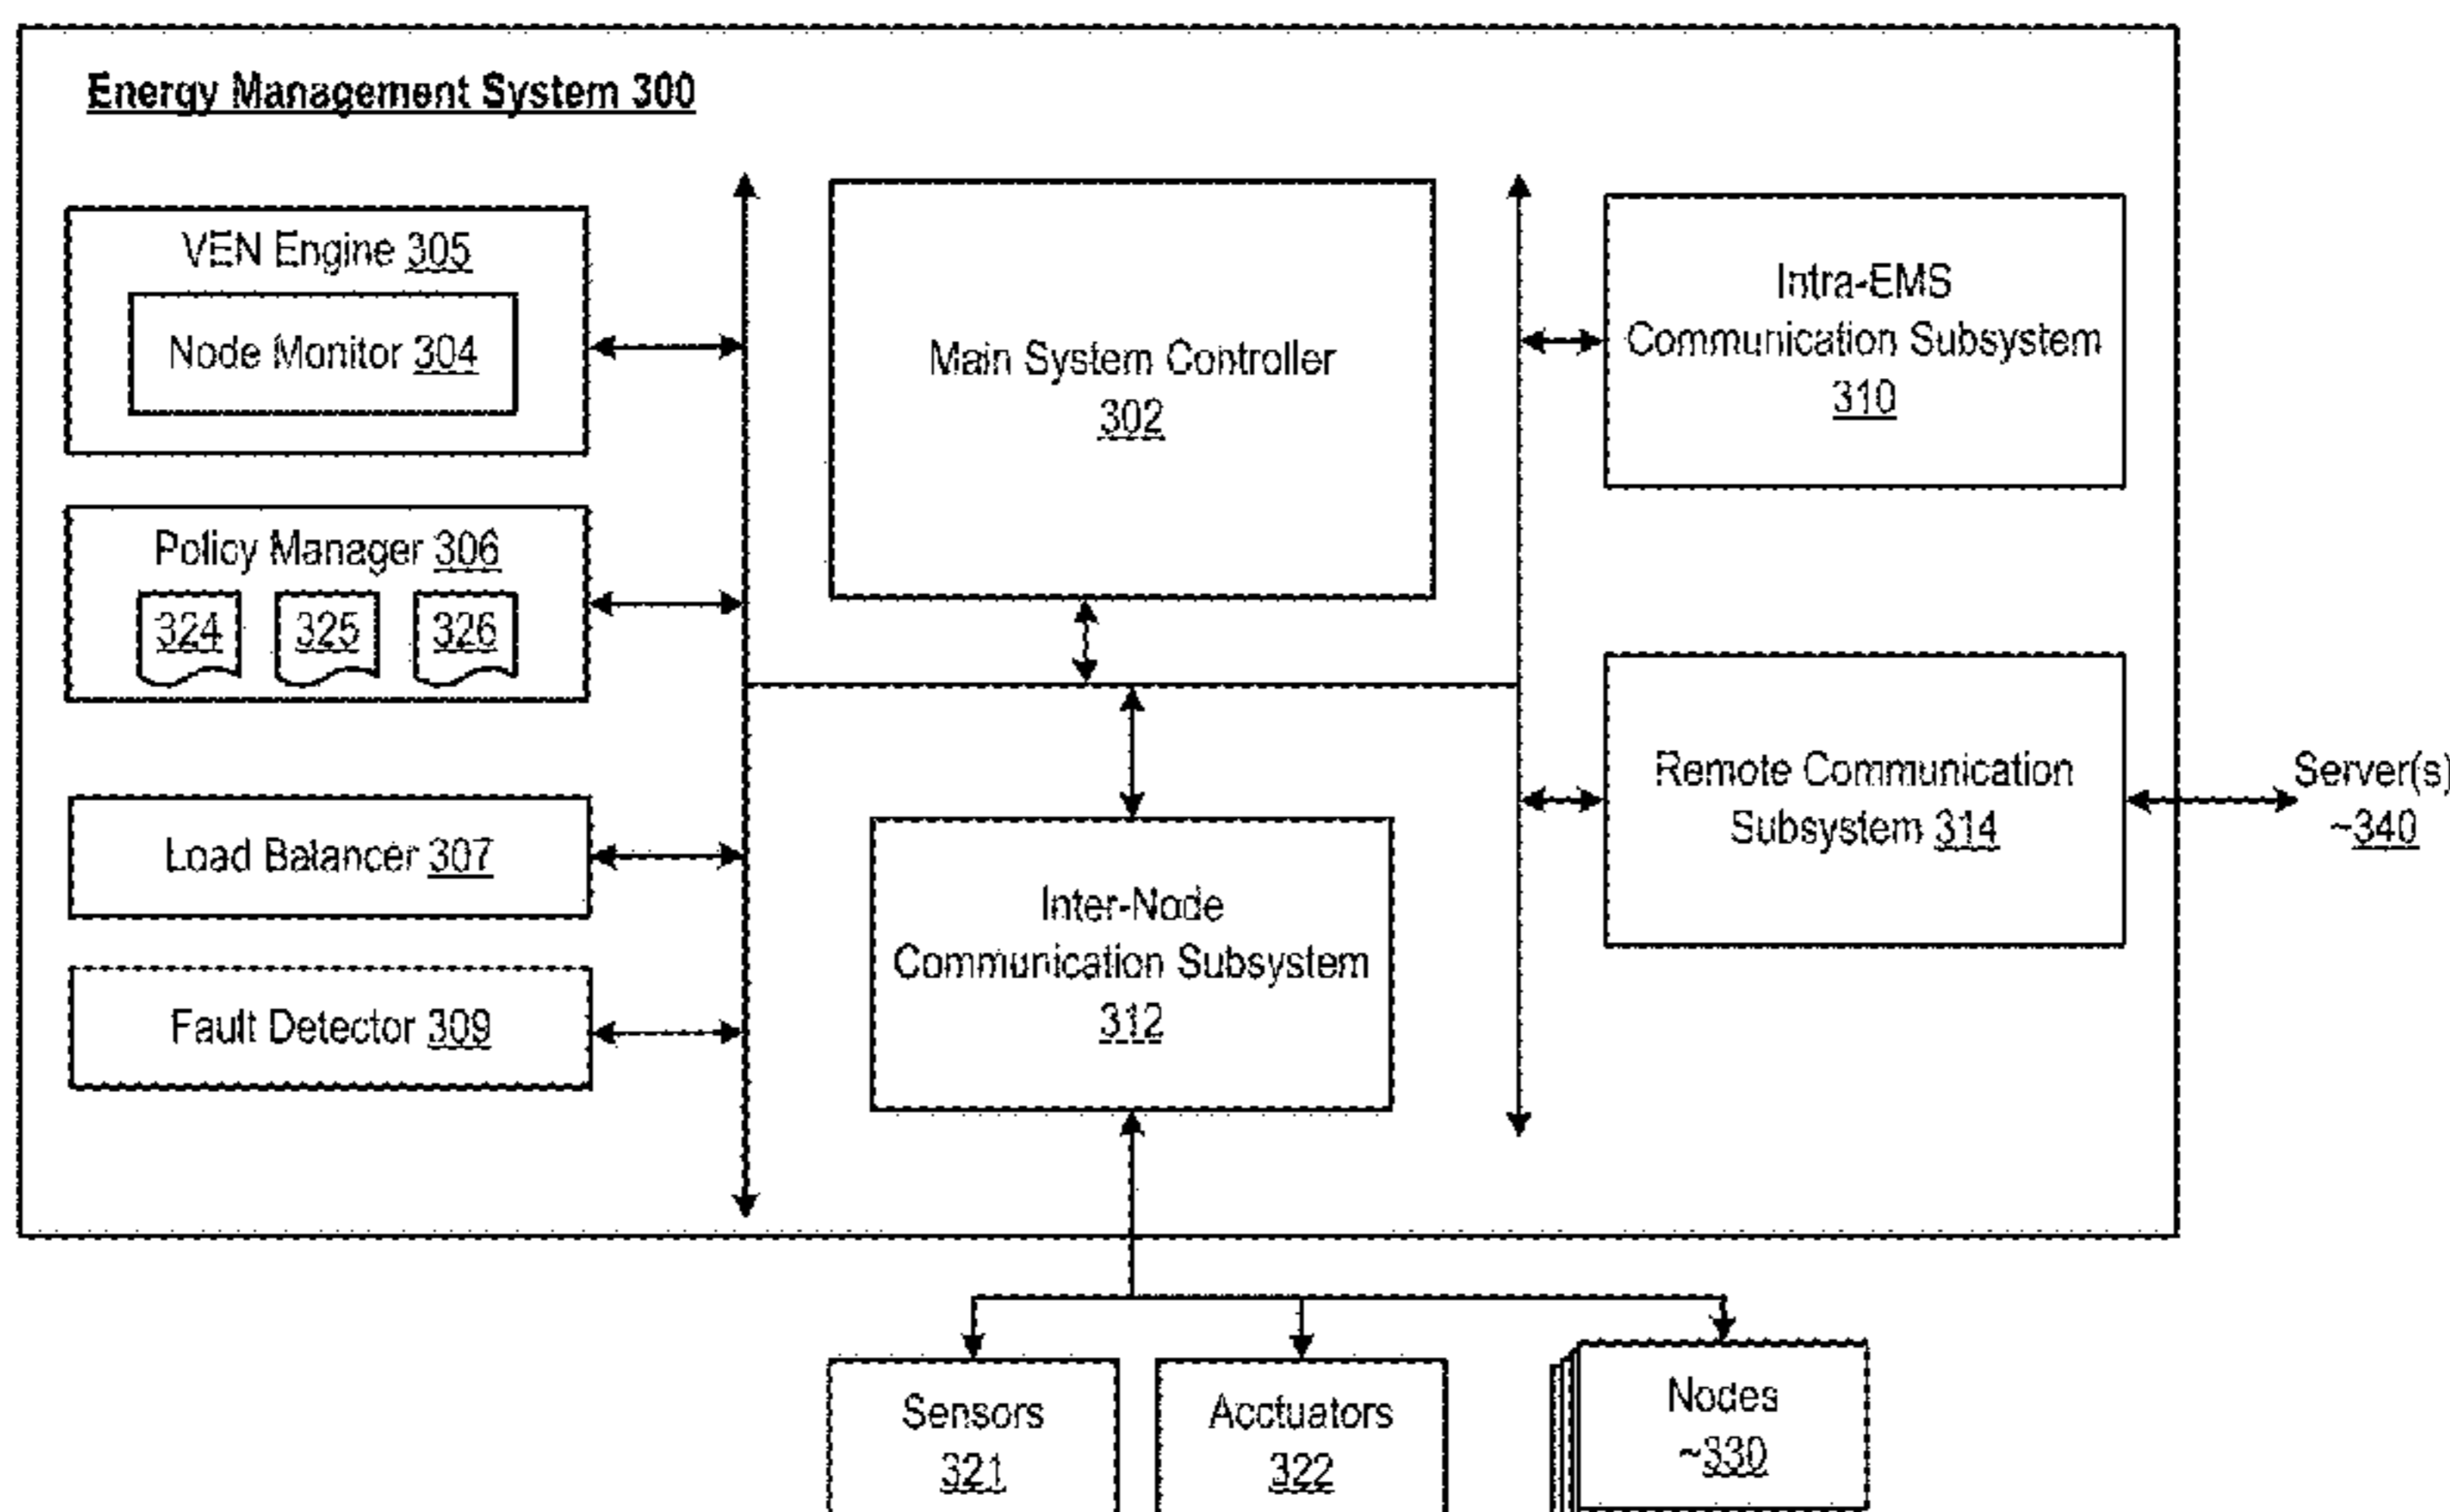 Energy Management System 300
VEN Engine 305
Node Monitor 304
Policy Manager 306
324 325 326
Load Balancer 307
Fault Detector 309
Main System Controller
302
Inter-Node
Communication Subsystem
312
Intra-EMS
Communication Subsystem
310
Remote Communication
Subsystem 314
Server(s)
~340
Sensors
321
Acctuators
322
Nodes
~330